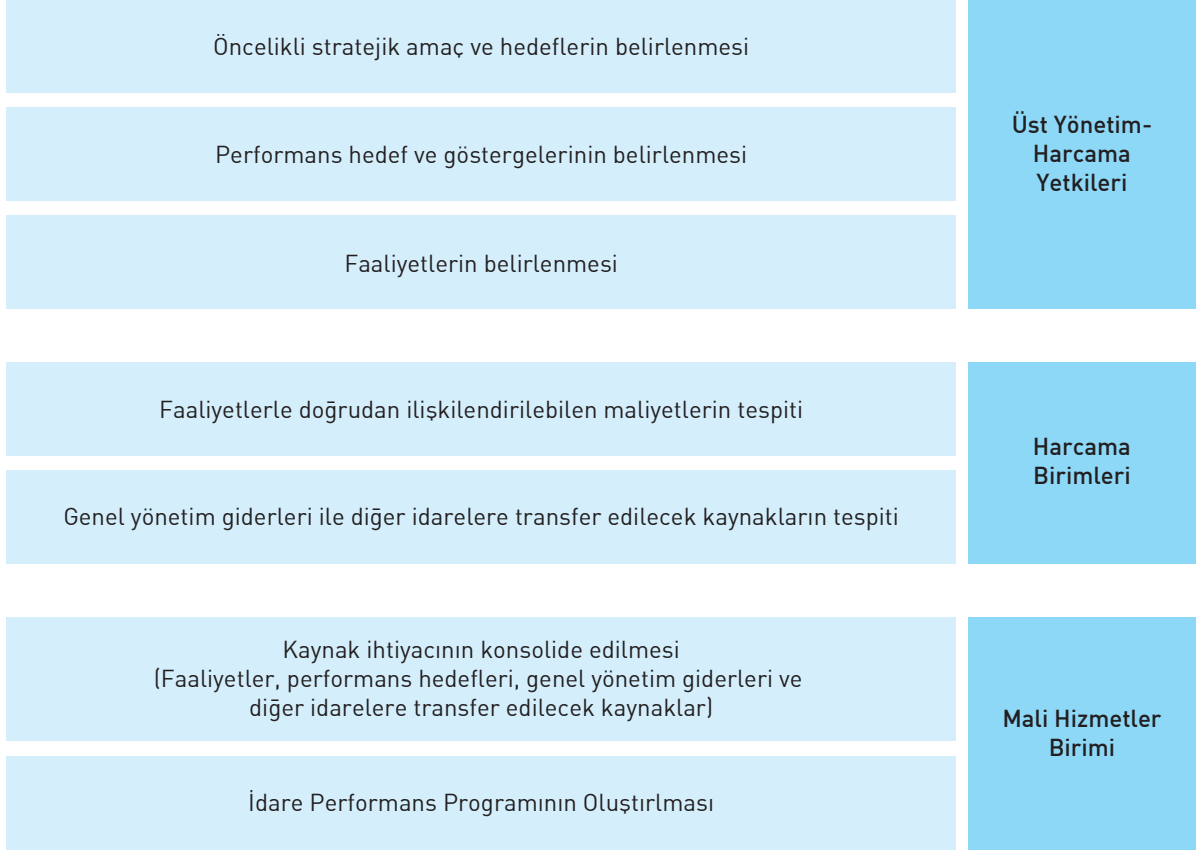 Öncelikli stratejik amaç ve hedeflerin belirlenmesi
Performans hedef ve göstergelerinin belirlenmesi
Faaliyetlerin belirlenmesi
Üst Yönetim-
Harcama
Yetkileri
Faaliyetlerle doğrudan ilişkilendirilebilen maliyetlerin tespiti
Genel yönetim giderleri ile diğer idarelere transfer edilecek kaynakların tespiti
Harcama
Birimleri
Kaynak ihtiyacının konsolide edilmesi
(Faaliyetler, performans hedefleri, genel yönetim giderleri ve
diğer idarelere transfer edilecek kaynaklar)
İdare Performans Programının Oluştırlması
Mali Hizmetler
Birimi